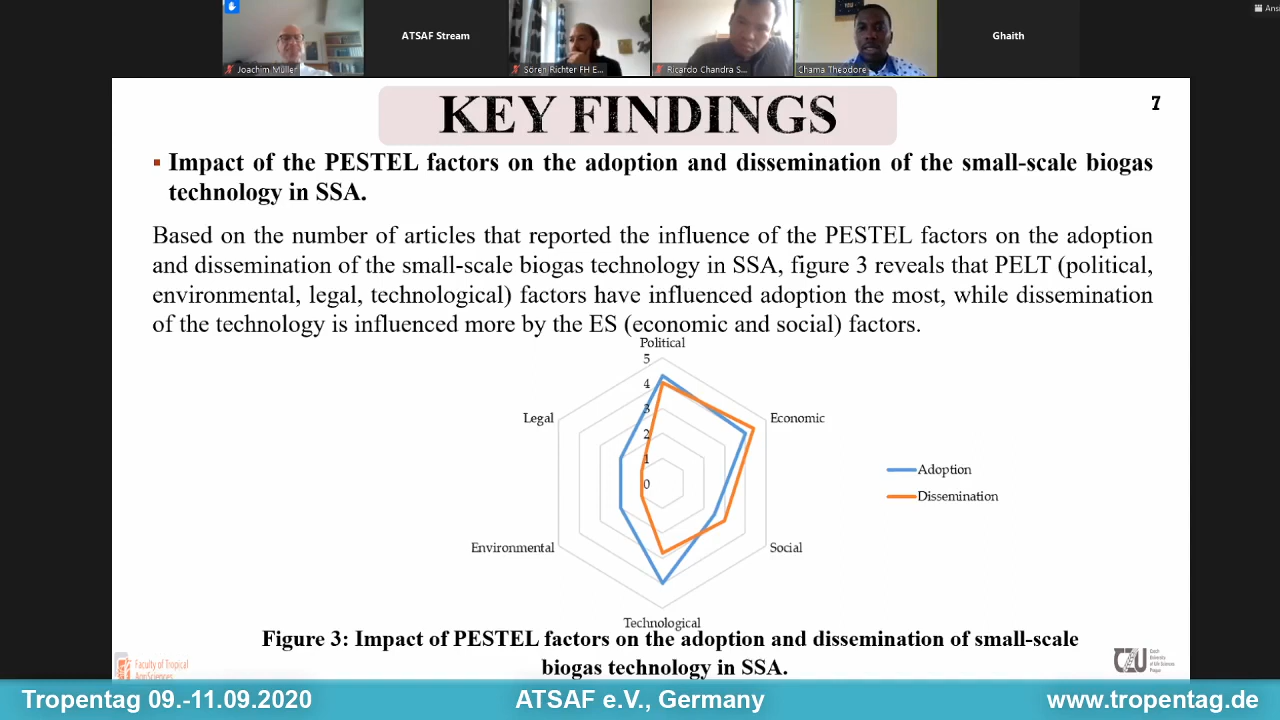 Ans
Joachim Müller
ATSAF Stream
Sören Richter FH E...
Ricardo Chandra S...
Chama Theodore
Ghaith
KEY FINDINGS
7
▪ Impact of the PESTEL factors on the adoption and dissemination of the small-scale biogas
technology in SSA.
Based on the number of articles that reported the influence of the PESTEL factors on the adoption
and dissemination of the small-scale biogas technology in SSA, figure 3 reveals that PELT (political,
environmental, legal, technological) factors have influenced adoption the most, while dissemination
of the technology is influenced more by the ES (economic and social) factors.
Political
5
4
3
2
1
0
Legal
Economic
Adoption
Dissemination
Environmental
Social
Technological
Figure 3: Impact of PESTEL factors on the adoption and dissemination of small-scale
biogas technology in SSA.
Faculty of Tropical
AgriSciences
CZU
Czech
University
of Life Sciences
Prague
Tropentag 09.-11.09.2020
ATSAF e.V., Germany
www.tropentag.de